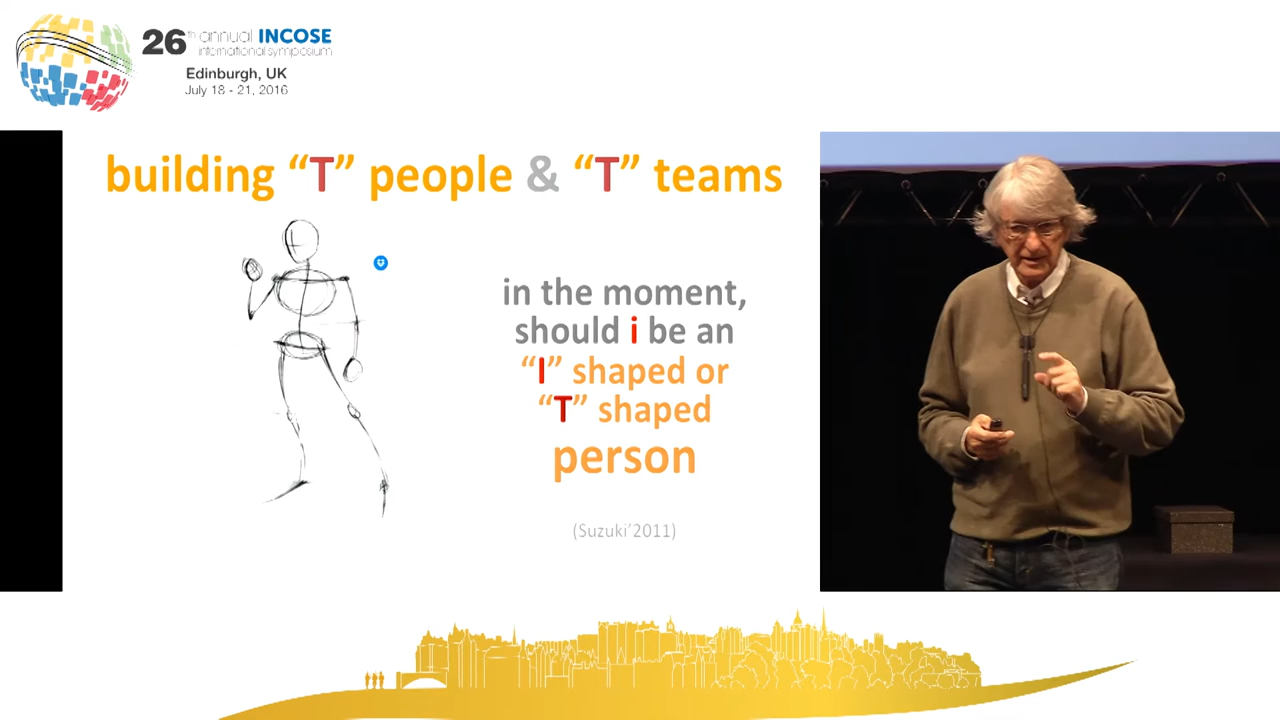 26th annual INCOSE
international symposium
Edinburgh, UK
July 18 - 21, 2016
building “T” people & “T” teams
in the moment,
should i be an
“I” shaped or
“T” shaped
person
(Suzuki’2011)